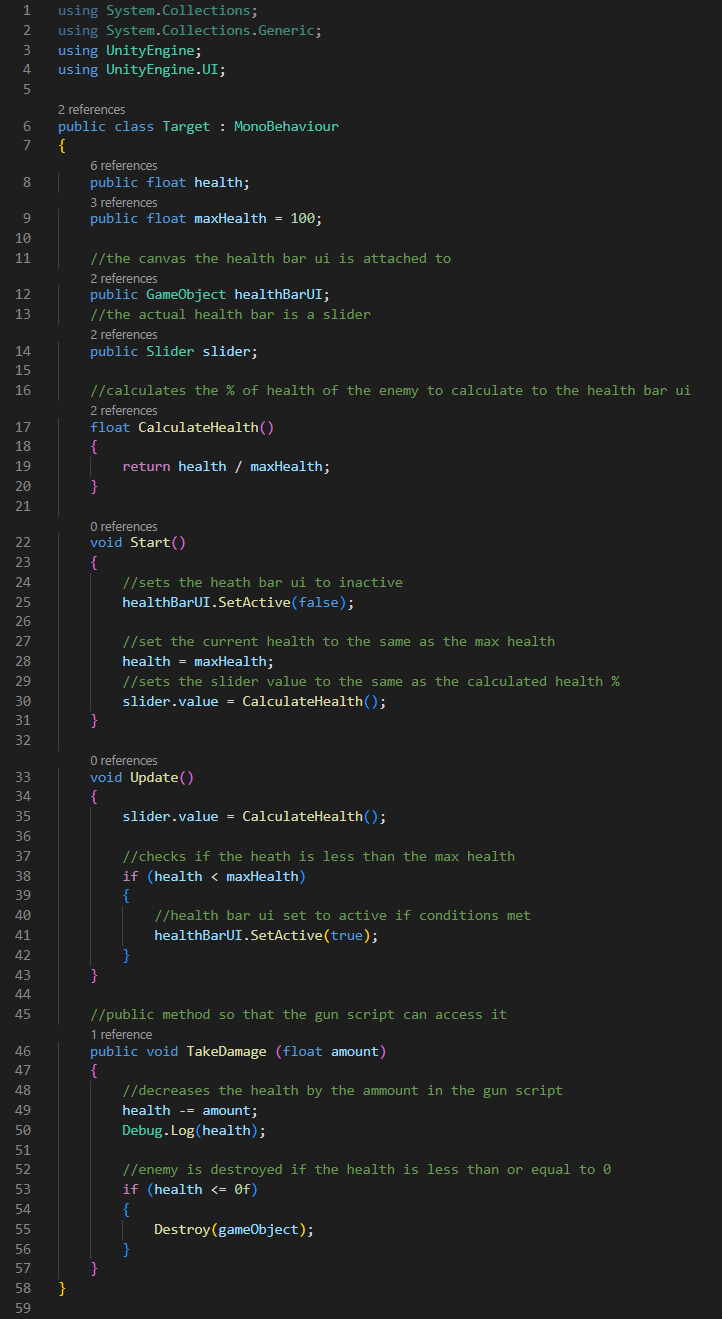 1 using System.Collections;
2 using System.Collections.Generic;
3 using UnityEngine;
4 using UnityEngine.UI;
5
2 references
6 public class Target : MonoBehaviour
7 {
6 references
8 public float health;
3 references
9 public float maxHealth = 100;
10
11 //the canvas the health bar ui is attached to
2 references
12 public GameObject healthBarUI;
13 //the actual health bar is a slider
2 references
14 public Slider slider;
15
16 //calculates the % of health of the enemy to calculate to the health bar ui
2 references
17 float CalculateHealth()
18 {
19 return health / maxHealth;
20 }
21
0 references
22 void Start()
23 {
24 //sets the heath bar ui to inactive
25 healthBarUI.SetActive(false);
26
27 //set the current health to the same as the max health
28 health = maxHealth;
29 //sets the slider value to the same as the calculated health %
30 slider.value = CalculateHealth();
31 }
32
0 references
33 void Update()
34 {
35 slider.value = CalculateHealth();
36
37 //checks if the heath is less than the max health
38 if (health < maxHealth)
39 {
40 //health bar ui set to active if conditions met
41 healthBarUI.SetActive(true);
42 }
43 }
44
45 //public method so that the gun script can access it
1 reference
46 public void TakeDamage (float amount)
47 {
48 //decreases the health by the ammount in the gun script
49 health -= amount;
50 Debug.Log(health);
51
52 //enemy is destroyed if the health is less than or equal to 0
53 if (health <= 0f)
54 {
55 Destroy(gameObject);
56 }
57 }
58 }
59